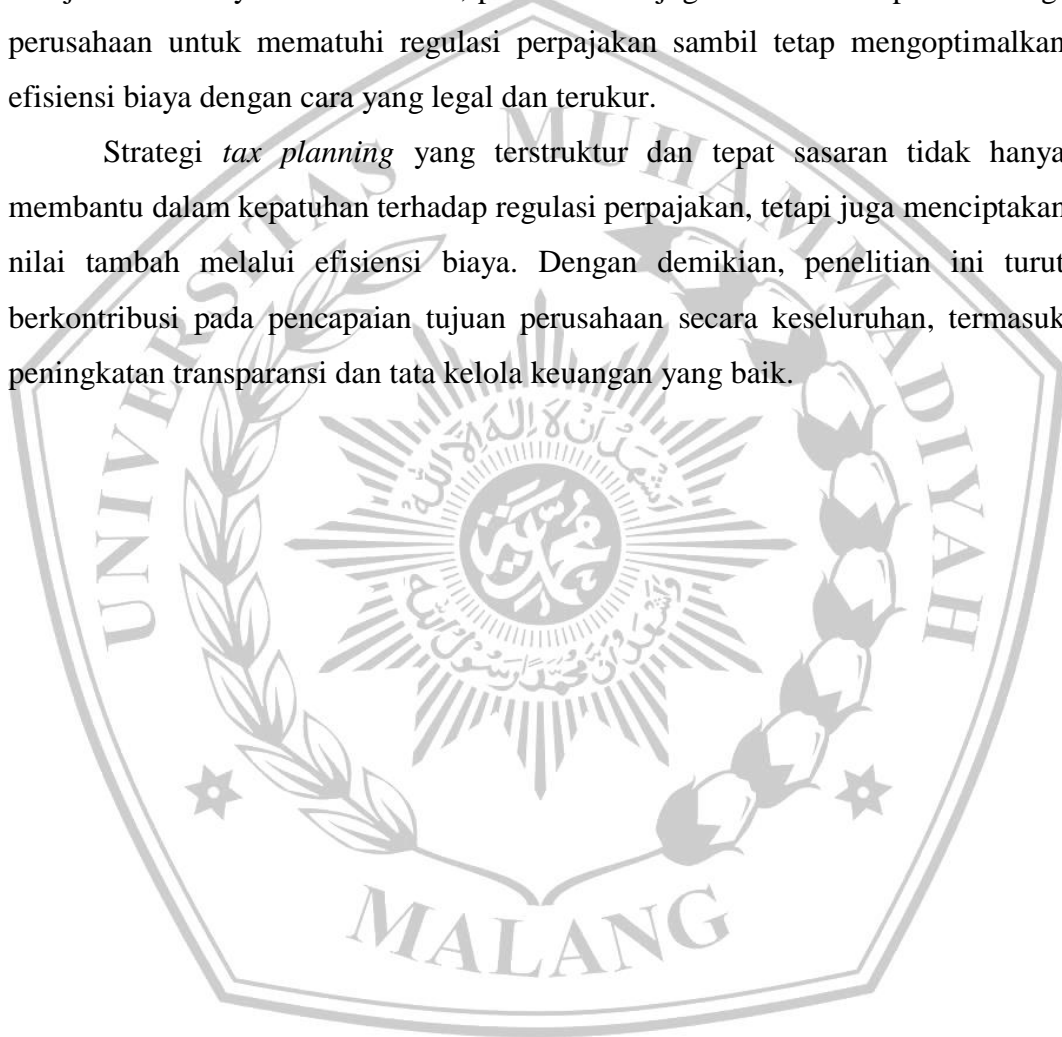 perusahaan untuk mematuhi regulasi perpajakan sambil tetap mengoptimalkan
efisiensi biaya dengan cara yang legal dan terukur.
Strategi tax planning yang terstruktur dan tepat sasaran tidak hanya
membantu dalam kepatuhan terhadap regulasi perpajakan, tetapi juga menciptakan
nilai tambah melalui efisiensi biaya. Dengan demikian, penelitian ini turut
berkontribusi pada pencapaian tujuan perusahaan secara keseluruhan, termasuk
peningkatan transparansi dan tata kelola keuangan yang baik.
UNIVERSITAS MUHAMMADIYAH
MALANG